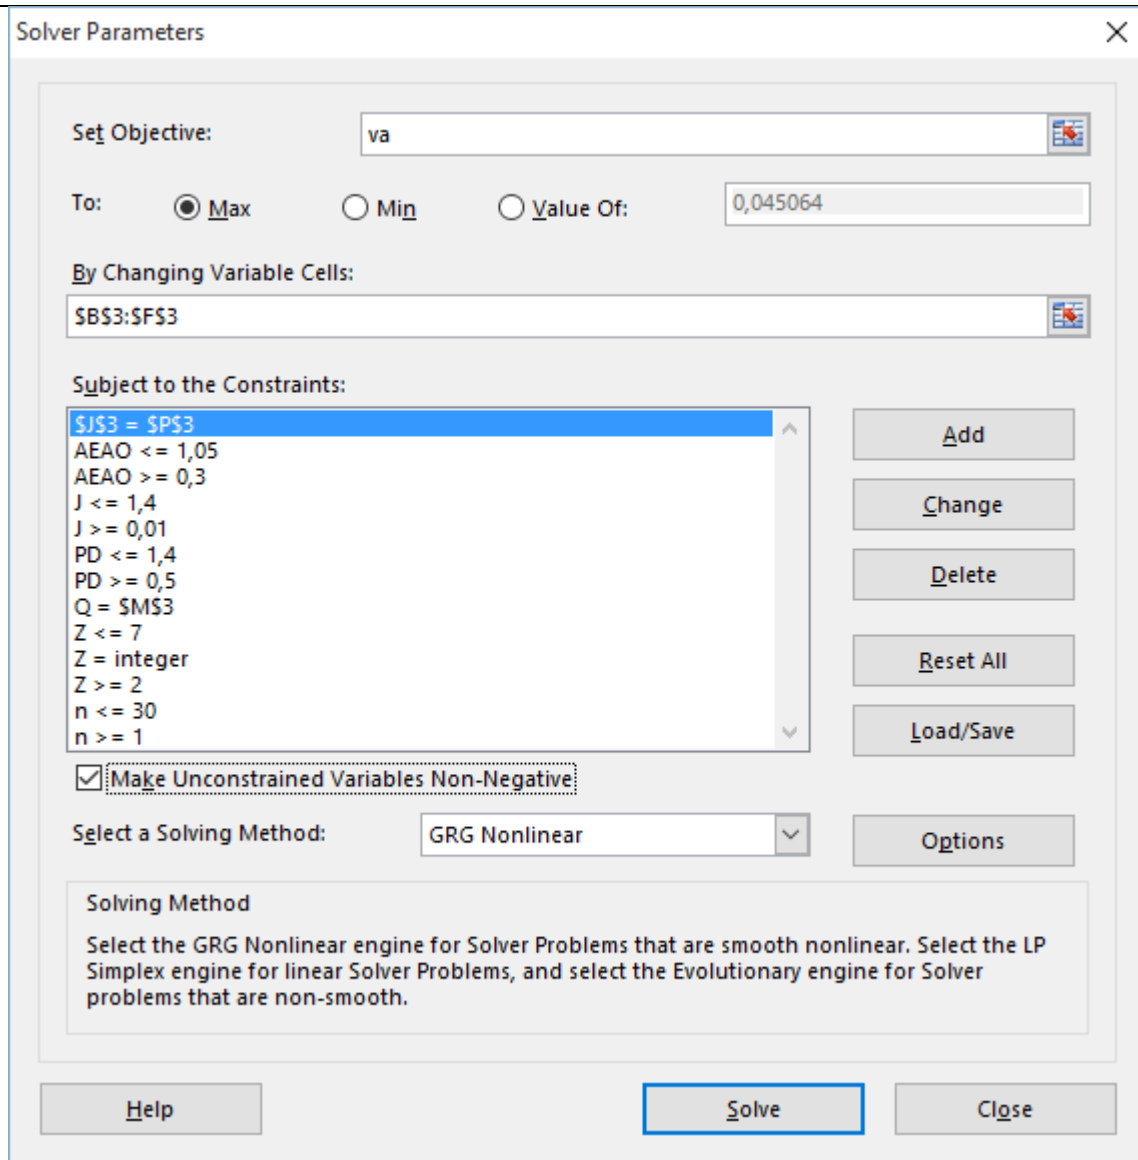 Solver Parameters
Set Objective:
va
To:
Max
Min
Value Of:
0,045064
By Changing Variable Cells:
$B$3:$F$3
Subject to the Constraints:
$J$3 = $P$3
AEAO <= 1,05
AEAO >= 0,3
J <= 1,4
J >= 0,01
PD <= 1,4
PD >= 0,5
Q = $M$3
Z <= 7
Z = integer
Z >= 2
n <= 30
n >= 1
Add
Change
Delete
Reset All
Load/Save
Make Unconstrained Variables Non-Negative
Select a Solving Method:
GRG Nonlinear
Options
Solving Method
Select the GRG Nonlinear engine for Solver Problems that are smooth nonlinear. Select the LP
Simplex engine for linear Solver Problems, and select the Evolutionary engine for Solver
problems that are non-smooth.
Help
Solve
Close